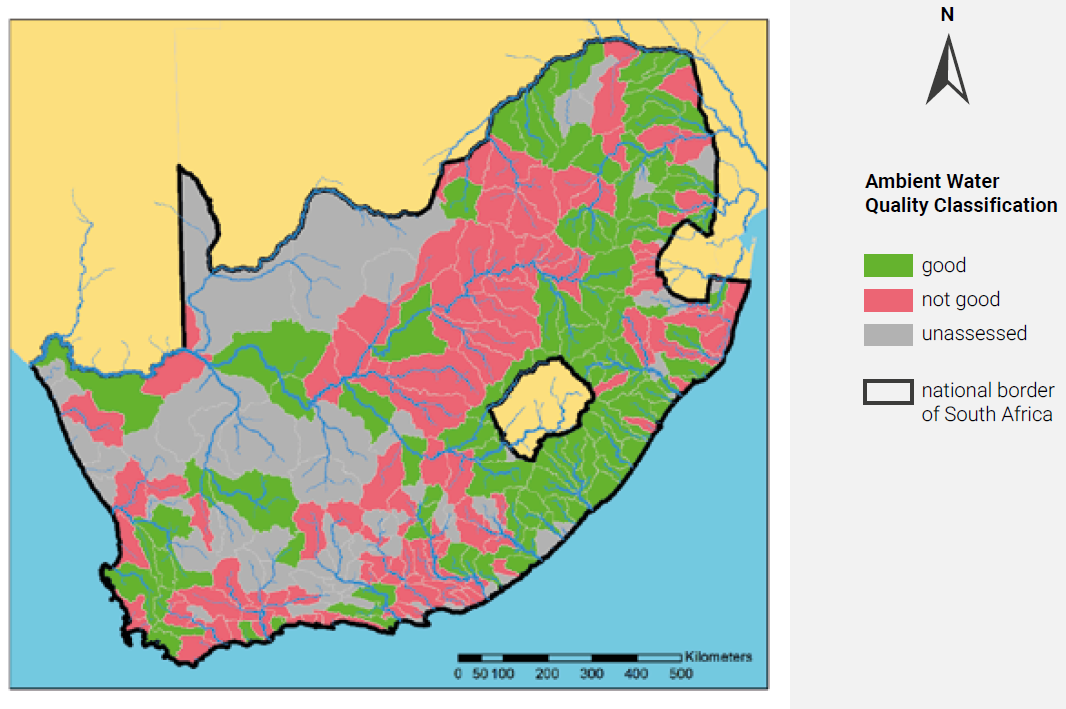 N
Ambient Water
Quality Classification
good
not good
unassessed
national border
of South Africa
Kilometers
0 50 100 200 300 400 500